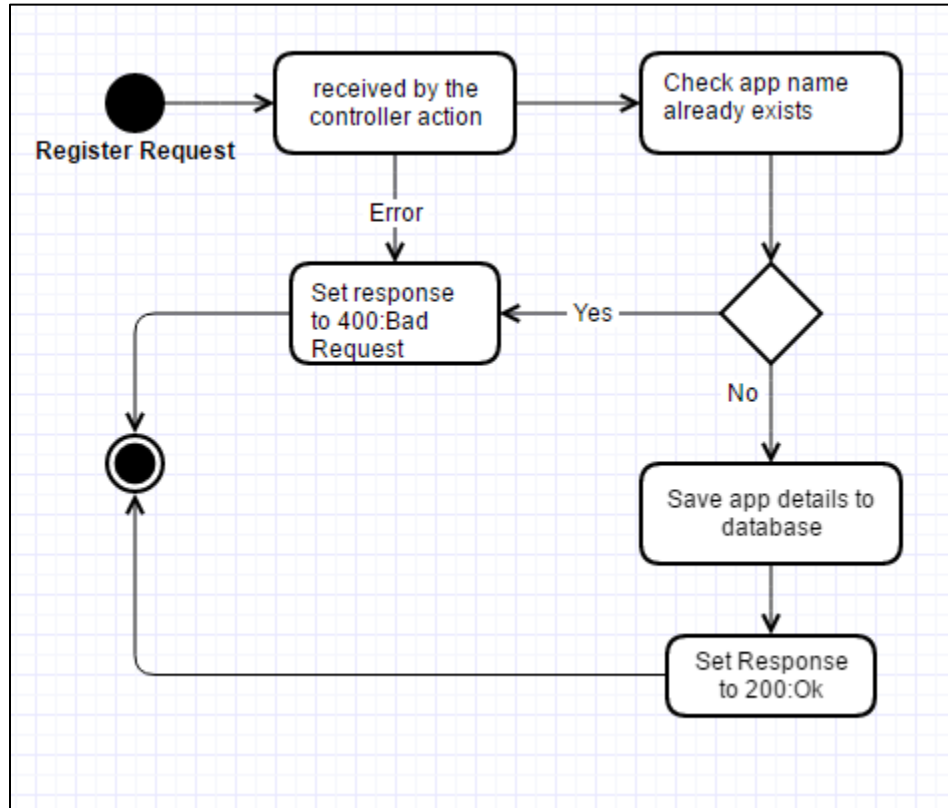 received by the
controller action
Check app name
already exists
Register Request
Error
Set response
to 400:Bad
Request
Yes
No
Save app details to
database
Set Response
to 200:Ok